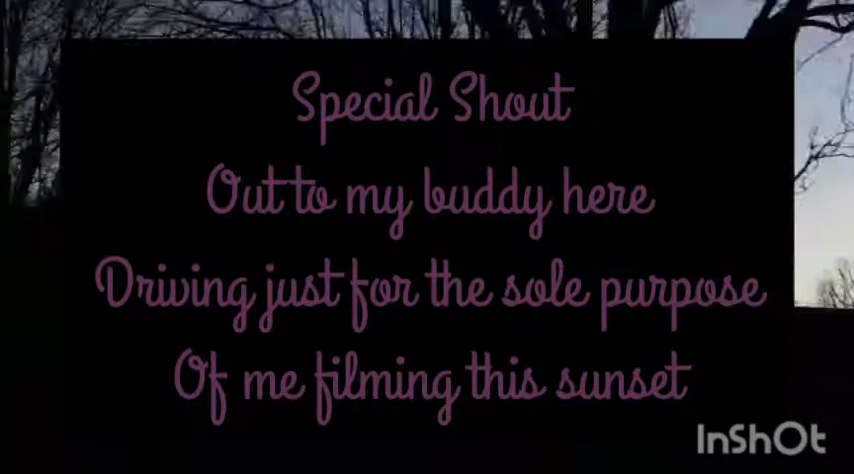 Special Shout
Out to my buddy here
Driving just for the sole purpose
Of me filming this sunset
InShOt